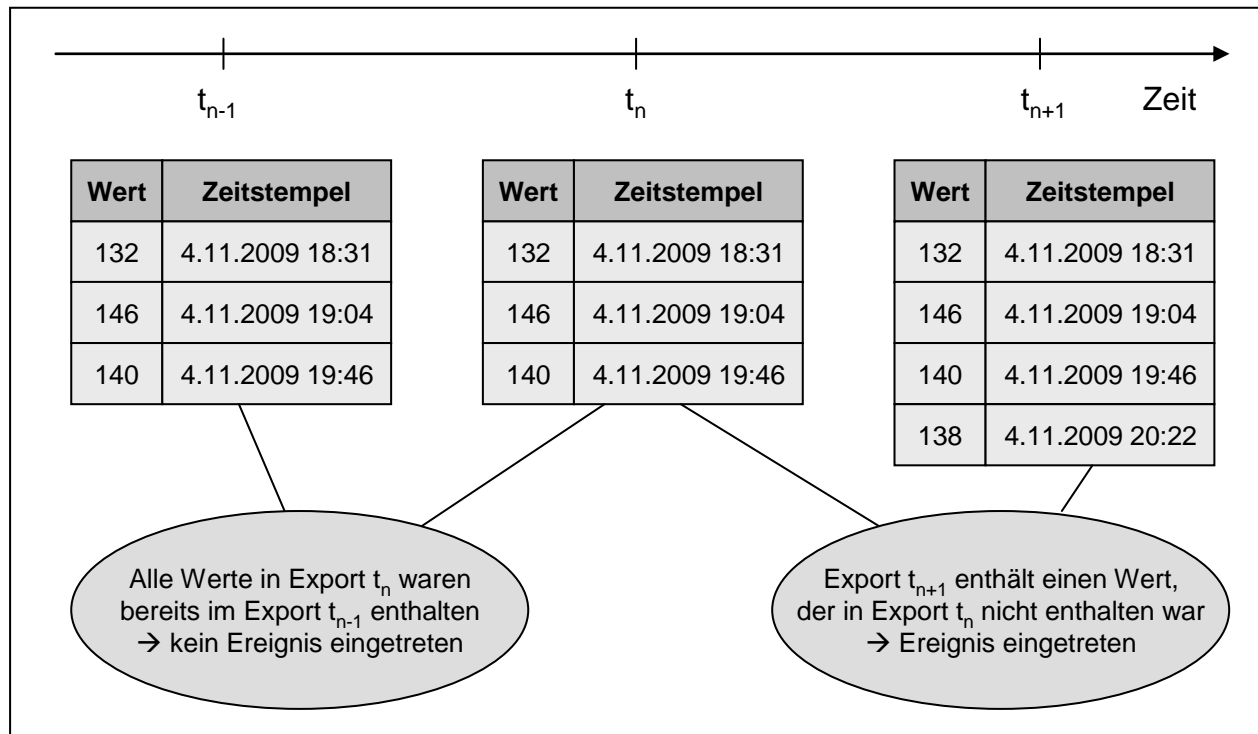 t_{n-1} t_n t_{n+1} Zeit
Wert Zeitstempel
132 4.11.2009 18:31
146 4.11.2009 19:04
140 4.11.2009 19:46
Wert Zeitstempel
132 4.11.2009 18:31
146 4.11.2009 19:04
140 4.11.2009 19:46
Wert Zeitstempel
132 4.11.2009 18:31
146 4.11.2009 19:04
140 4.11.2009 19:46
138 4.11.2009 20:22
Alle Werte in Export t_n waren
bereits im Export t_{n-1} enthalten
→ kein Ereignis eingetreten
Export t_{n+1} enthält einen Wert,
der in Export t_n nicht enthalten war
→ Ereignis eingetreten